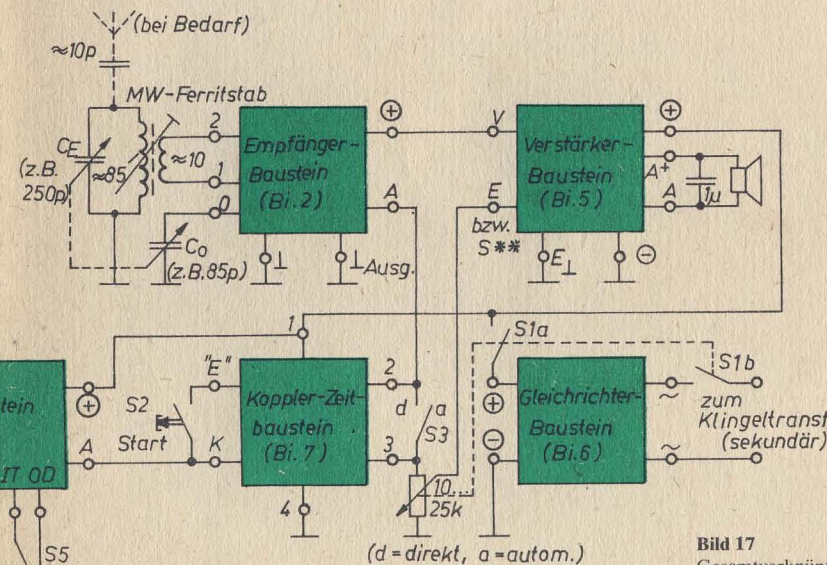 (bei Bedarf)
≈10p
MW-Ferritstab
CE
(z.B.
250p)
≈85
≈10
2
1
0
Co
(z.B.85p)
Empfänger-
Baustein
(Bi.2)
⊕
A
⊥
⊥Ausg.
V
E
bzw.
S**
Verstärker-
Baustein
(Bi.5)
⊕
A+
A
1µ
E⊥
⊖
1
S1a
S1b
tein
⊕
A
IT OD
S5
S2
Start
"E"
K
Koppler-Zeit-
baustein
(Bi.7)
4
2
3
d
a
S3
10...
25k
⊕
⊖
Gleichrichter-
Baustein
(Bi.6)
~
~
zum
Klingeltransf
(sekundär)
(d=direkt, a=autom.)
Bild 17